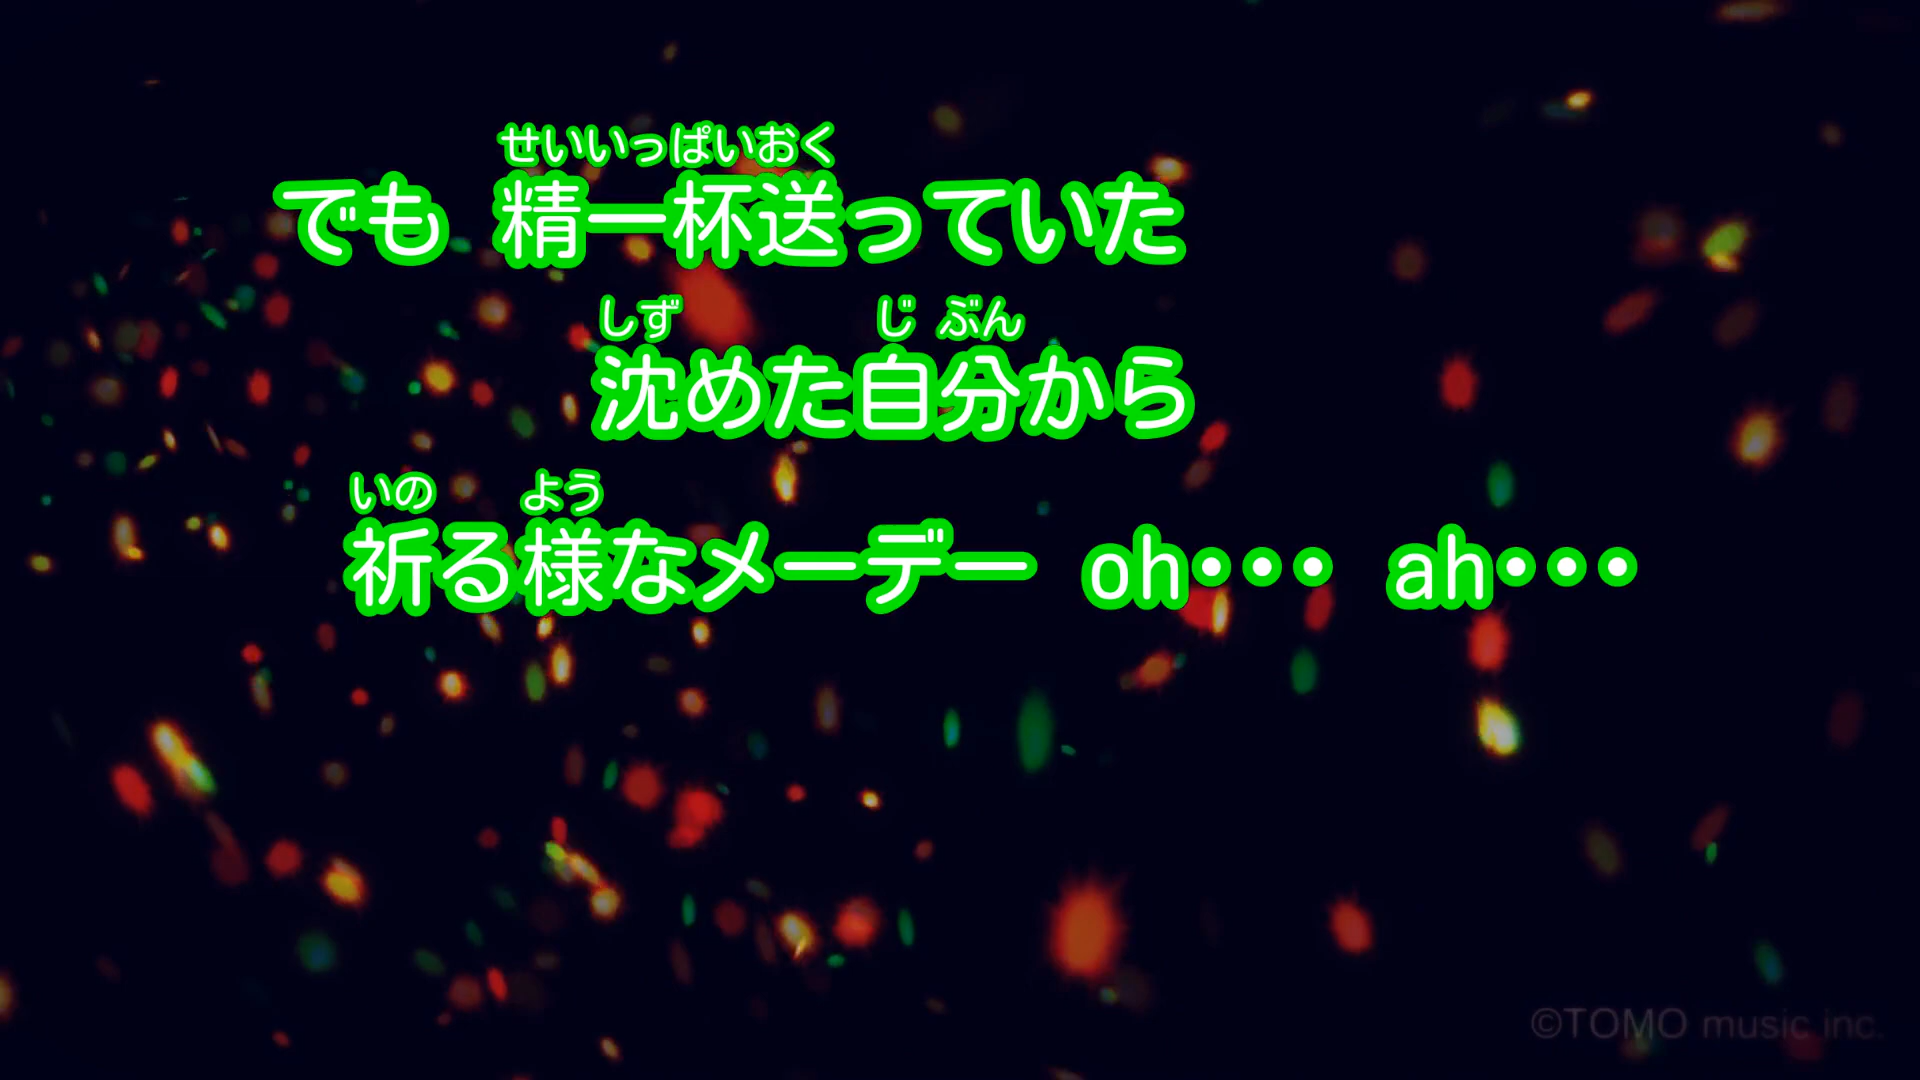 せいいっぱいおく
でも 精一杯送っていた
しず じ ぶん
沈めた自分から
いの よう
祈る様なメーデー oh・・・ ah・・・
©TOMO music inc.